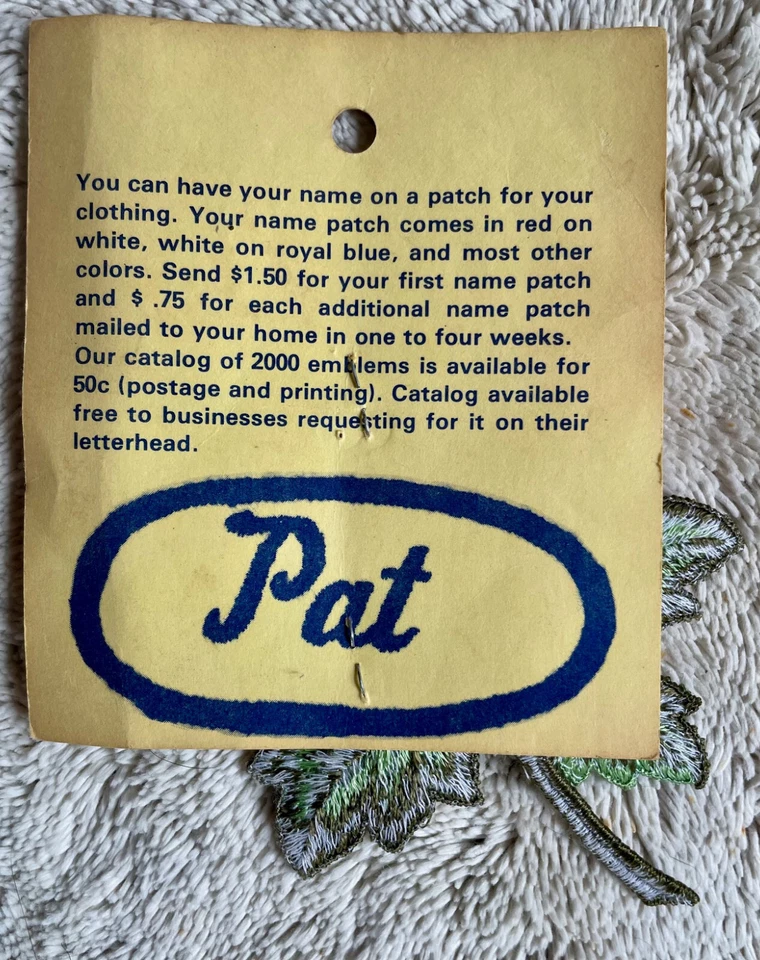 You can have your name on a patch for your
clothing. Your name patch comes in red on
white, white on royal blue, and most other
colors. Send $1.50 for your first name patch
and $ .75 for each additional name patch
mailed to your home in one to four weeks.
Our catalog of 2000 emblems is available for
50c (postage and printing). Catalog available
free to businesses requesting for it on their
letterhead.
Pat